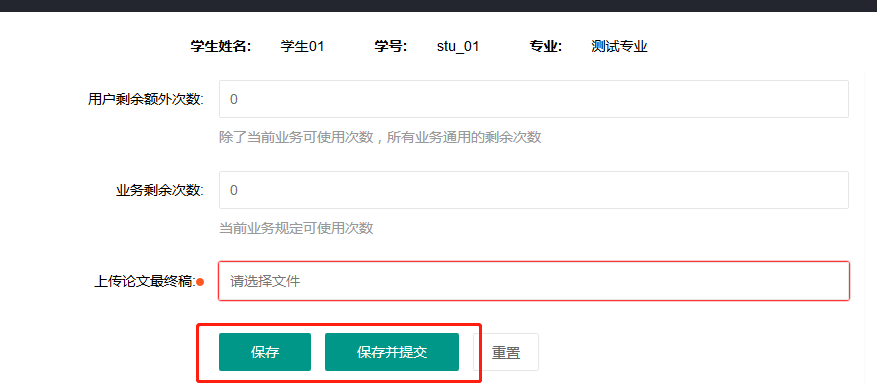 学生姓名: 学生01 学号: stu_01 专业: 测试专业
用户剩余额外次数: 0
除了当前业务可使用次数，所有业务通用的剩余次数
业务剩余次数: 0
当前业务规定可使用次数
上传论文最终稿: 请选择文件
保存 保存并提交 重置